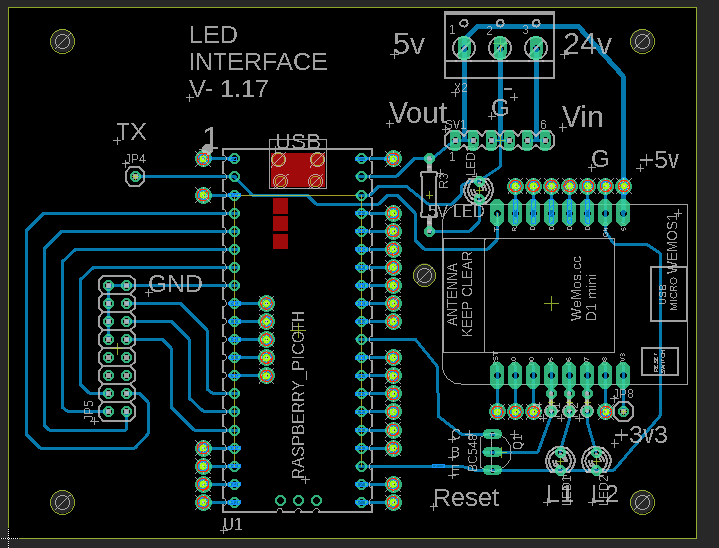 LED
INTERFACE
V- 1.17
5v
1
2
3
24v
X2
Vout
G
-
Vin
SV1
6
1
TX
JP4
1
USB
LED
R3
G
+5v
5V LED
GND
ANTENNA
KEEP CLEAR
WeMos.cc
D1 mini
WEMOS1
USB
MICRO
RESET
SWITCH
RASPBERRY_PICOTH
JP5
JP8
+3v3
C
B
E
BC548
Q1
L1
L2
LED1
LED2
Reset
U1